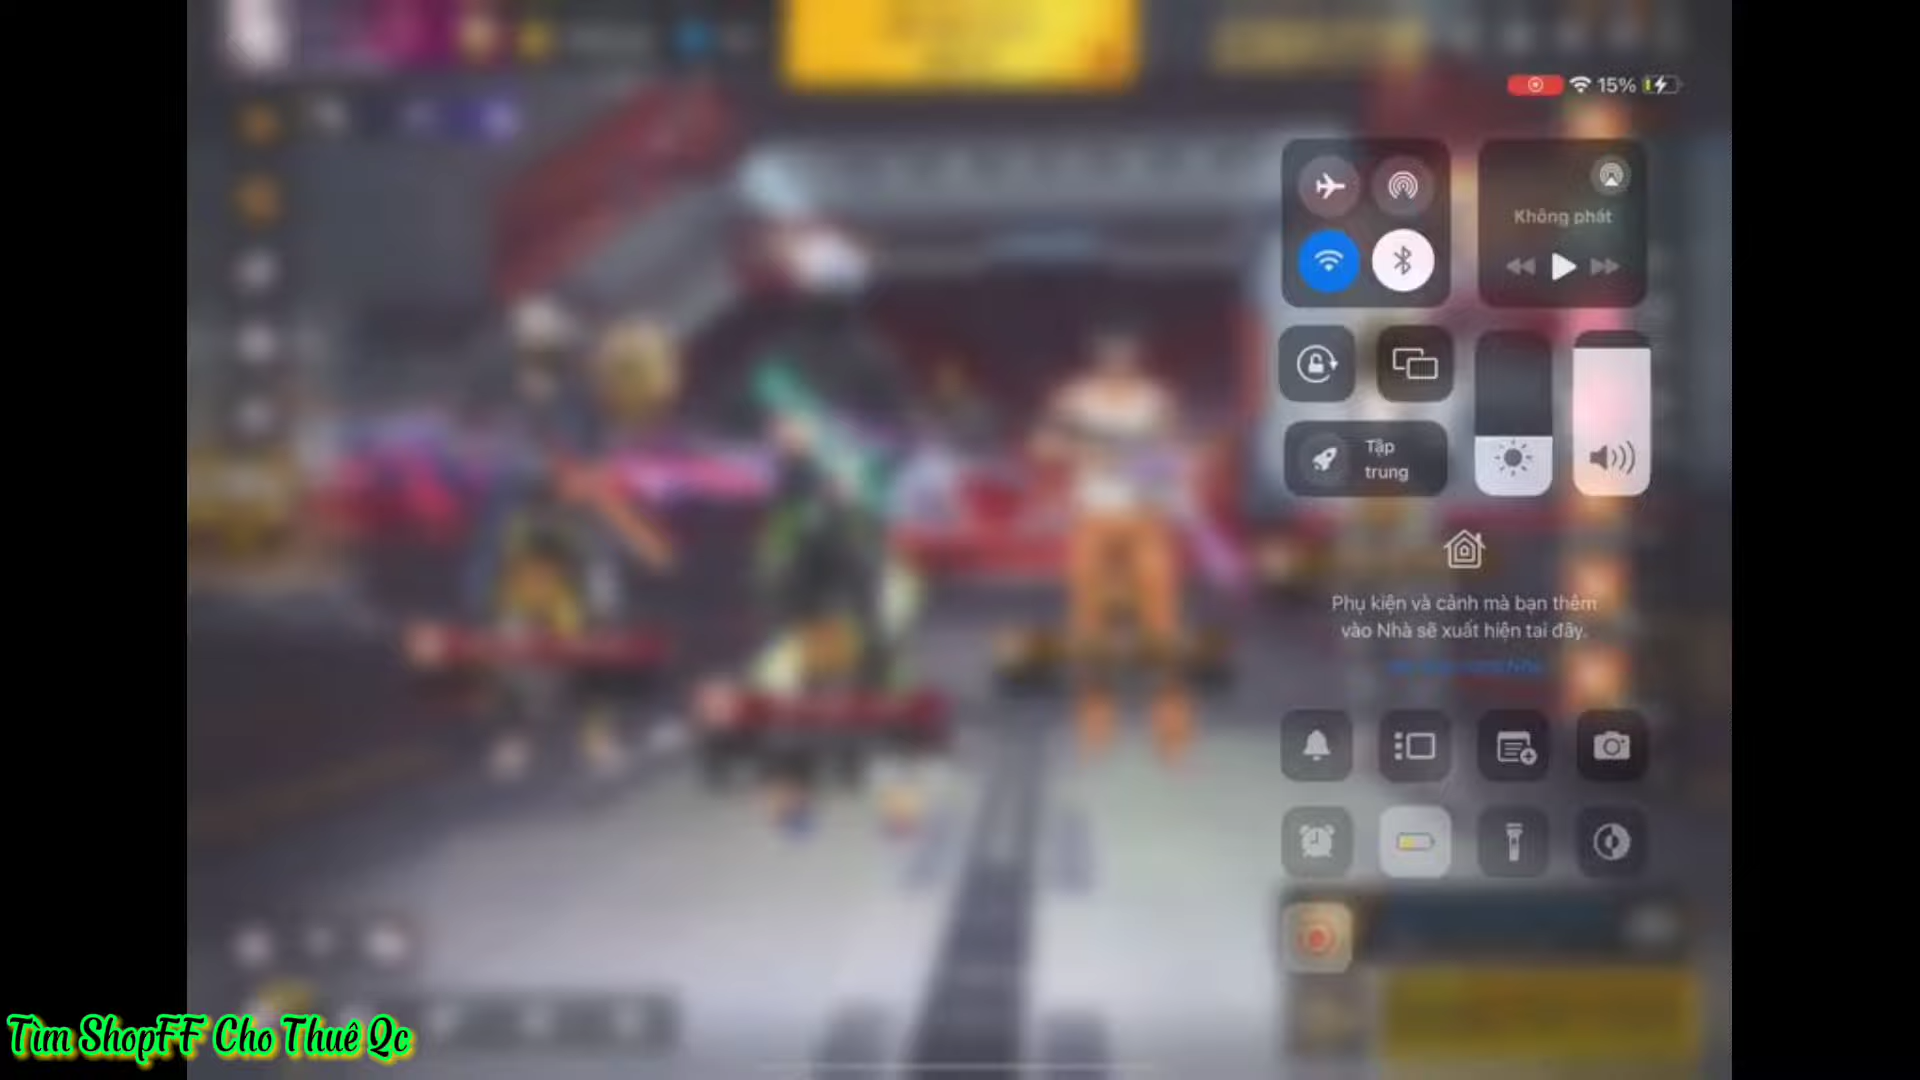 15%
Không phát
Tập
trung
Phụ kiện và cảnh mà bạn thêm
vào Nhà sẽ xuất hiện tại đây.
Tìm ShopFF Cho Thuê Qc